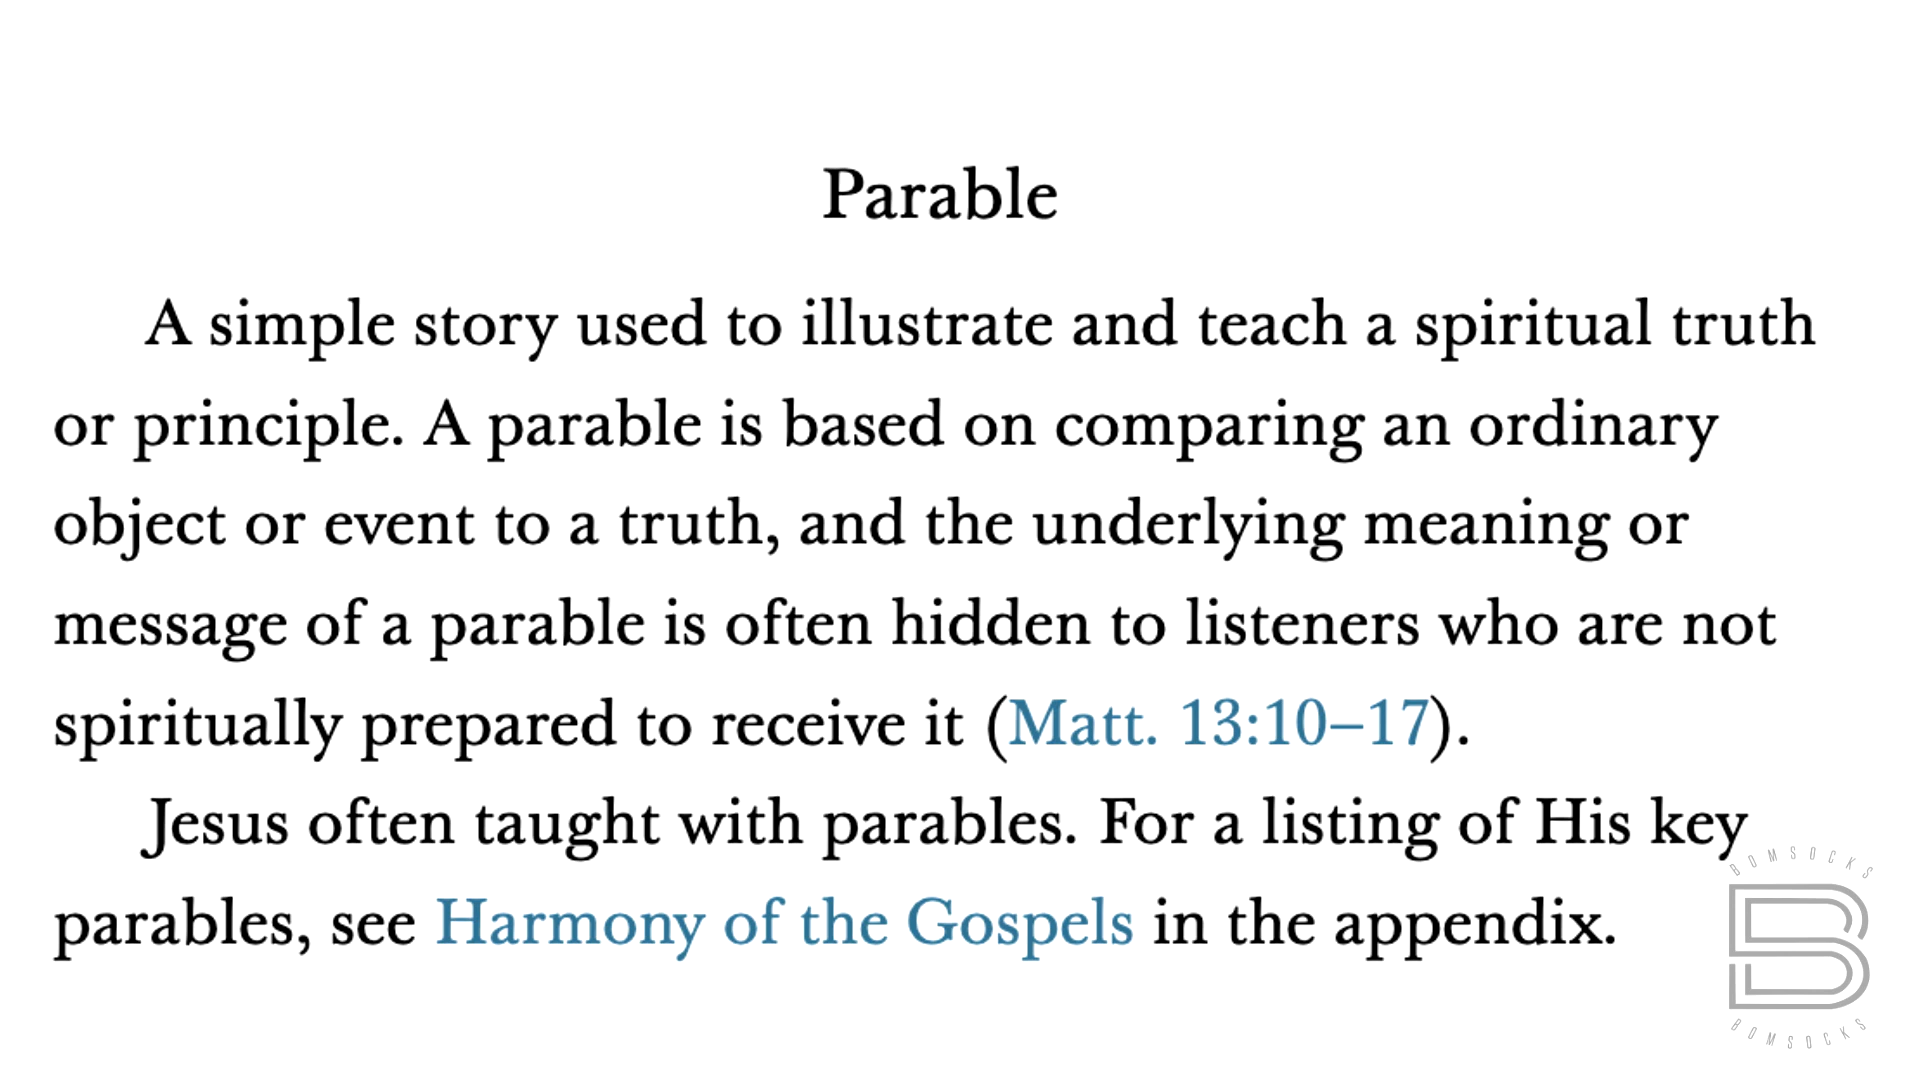 Parable
A simple story used to illustrate and teach a spiritual truth
or principle. A parable is based on comparing an ordinary
object or event to a truth, and the underlying meaning or
message of a parable is often hidden to listeners who are not
spiritually prepared to receive it (Matt. 13:10–17).
Jesus often taught with parables. For a listing of His key
parables, see Harmony of the Gospels in the appendix.
BOMSOCKS
B
BOMSOCKS